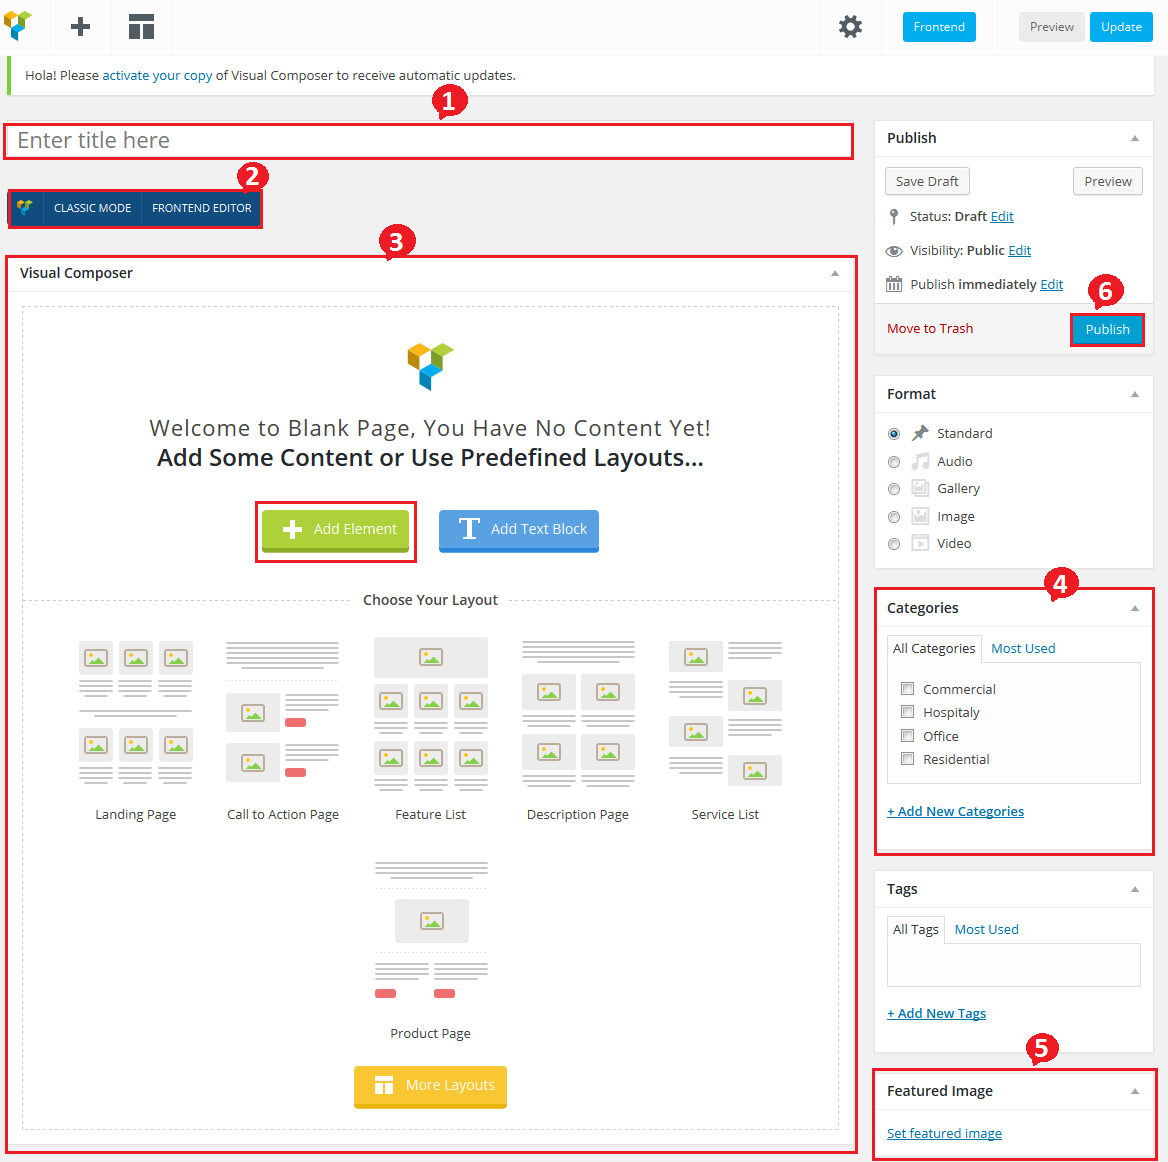 Frontend
Preview
Update
Hola! Please activate your copy of Visual Composer to receive automatic updates.
1
Enter title here
2
CLASSIC MODE
FRONTEND EDITOR
3
Visual Composer
Welcome to Blank Page, You Have No Content Yet!
Add Some Content or Use Predefined Layouts...
Add Element
T Add Text Block
Choose Your Layout
Landing Page
Call to Action Page
Feature List
Description Page
Service List
Product Page
More Layouts
Publish
Save Draft
Preview
Status: Draft Edit
Visibility: Public Edit
Publish immediately Edit
6
Move to Trash
Publish
Format
Standard
Audio
Gallery
Image
Video
4
Categories
All Categories
Most Used
Commercial
Hospitaly
Office
Residential
+ Add New Categories
Tags
All Tags
Most Used
+ Add New Tags
5
Featured Image
Set featured image